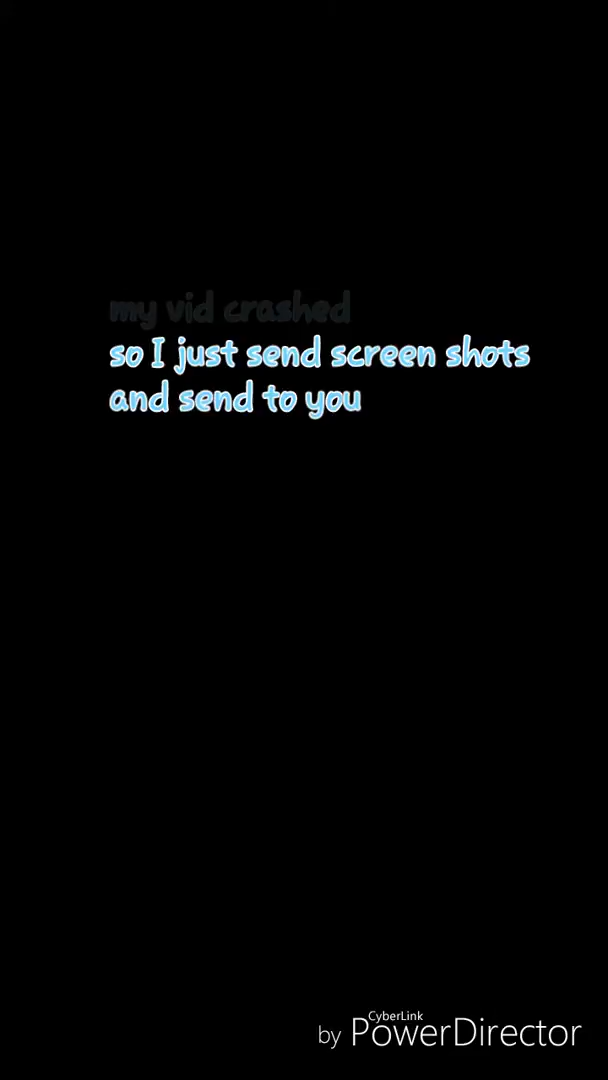 my vid crashed
so I just send screen shots
and send to you
CyberLink
by PowerDirector